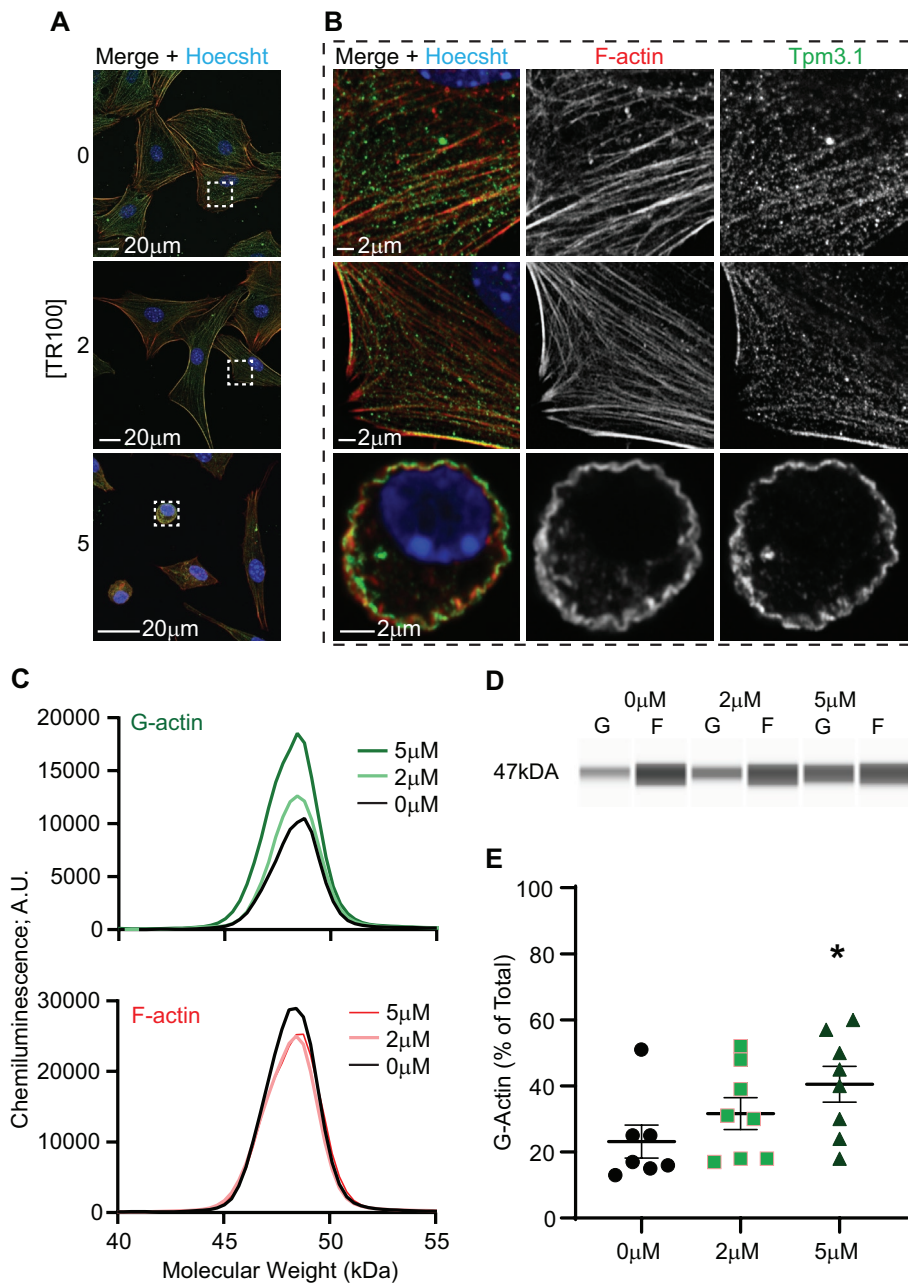 A
B
Merge + Hoecsht
Merge + Hoecsht
F-actin
Tpm3.1
[TR100]
0
20μm
2μm
2
20μm
2μm
5
20μm
2μm
C
G-actin
20000
15000
10000
5000
0
5μM
2μM
0μM
Chemiluminescence; A.U.
F-actin
30000
20000
10000
0
5μM
2μM
0μM
40 45 50 55
Molecular Weight (kDa)
D
0μM 2μM 5μM
G F G F G F
47kDA
E
G-Actin (% of Total)
100
80
60
40
20
0
*
0μM 2μM 5μM